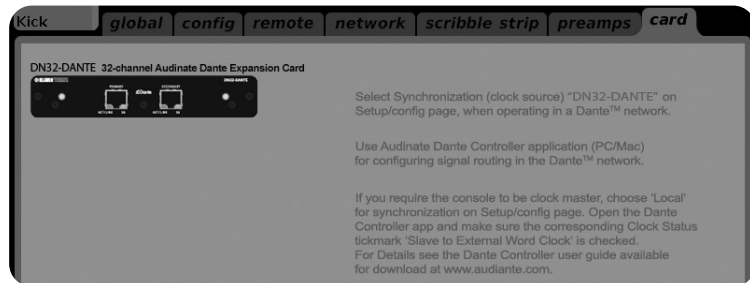 Kick
global config remote network scribble strip preamps card
DN32-DANTE 32-channel Audinate Dante Expansion Card
DN32-DANTE
PRIMARY SECONDARY
Dante
Select Synchronization (clock source) "DN32-DANTE" on
Setup/config page, when operating in a Dante™ network.
Use Audinate Dante Controller application (PC/Mac)
for configuring signal routing in the Dante™ network.
If you require the console to be clock master, choose 'Local'
for synchronization on Setup/config page. Open the Dante
Controller app and make sure the corresponding Clock Status
tickmark 'Slave to External Word Clock' is checked.
For Details see the Dante Controller user guide available
for download at www.audiante.com.